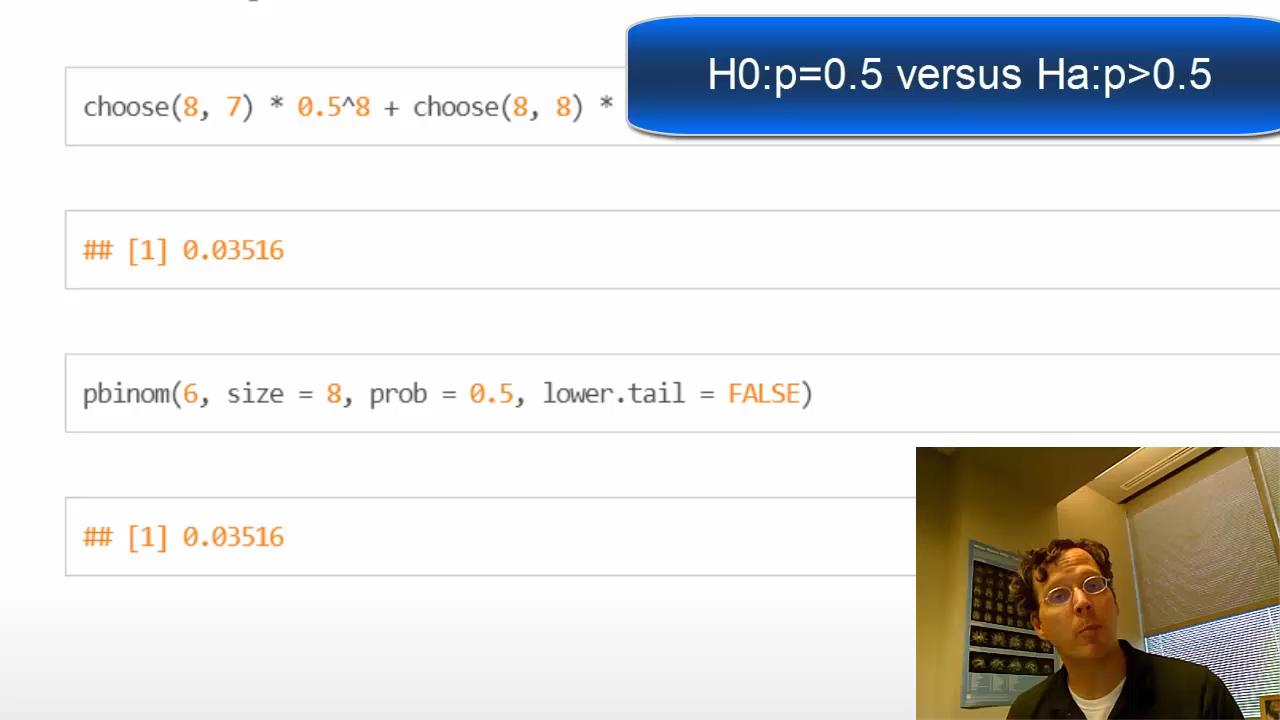 H0:p=0.5 versus Ha:p>0.5
choose(8, 7) * 0.5^8 + choose(8, 8) *
## [1] 0.03516
pbinom(6, size = 8, prob = 0.5, lower.tail = FALSE)
## [1] 0.03516